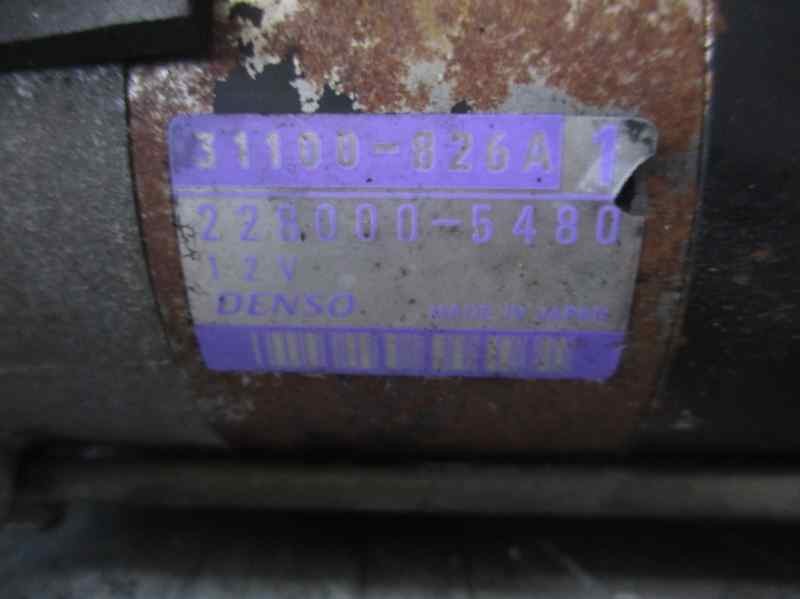 31100-826A 1
228000-5480
12V
DENSO MADE IN JAPAN